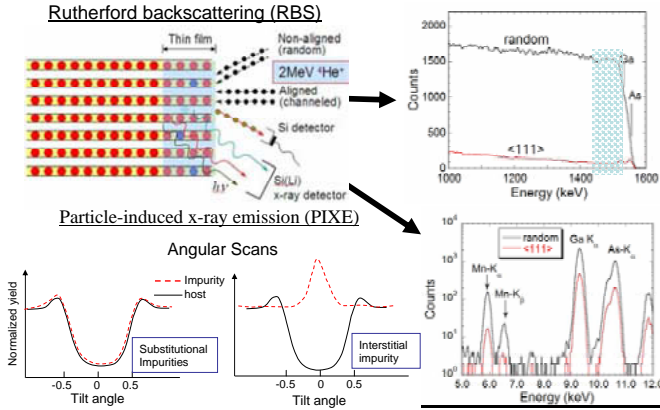 Rutherford backscattering (RBS)
Thin film
Non-aligned
(random)
2MeV ⁴He⁺
Aligned
(channeled)
Si detector
Si(Li)
x-ray detector
hν
Particle-induced x-ray emission (PIXE)
Angular Scans
Normalized yield
Impurity
host
Substitutional
Impurities
-0.5
0
0.5
Tilt angle
Interstitial
impurity
-0.5
0
0.5
Tilt angle
Counts
2000
1500
1000
500
0
random
Ga
As
<111>
1000
1200
1400
1600
Energy (keV)
Counts
10⁴
10³
10²
10¹
10⁰
random
<111>
Ga Kα
As-Kα
Mn-Kα
Mn-Kβ
5.0 6.0 7.0 8.0 9.0 10.0 11.0 12.0
Energy (keV)